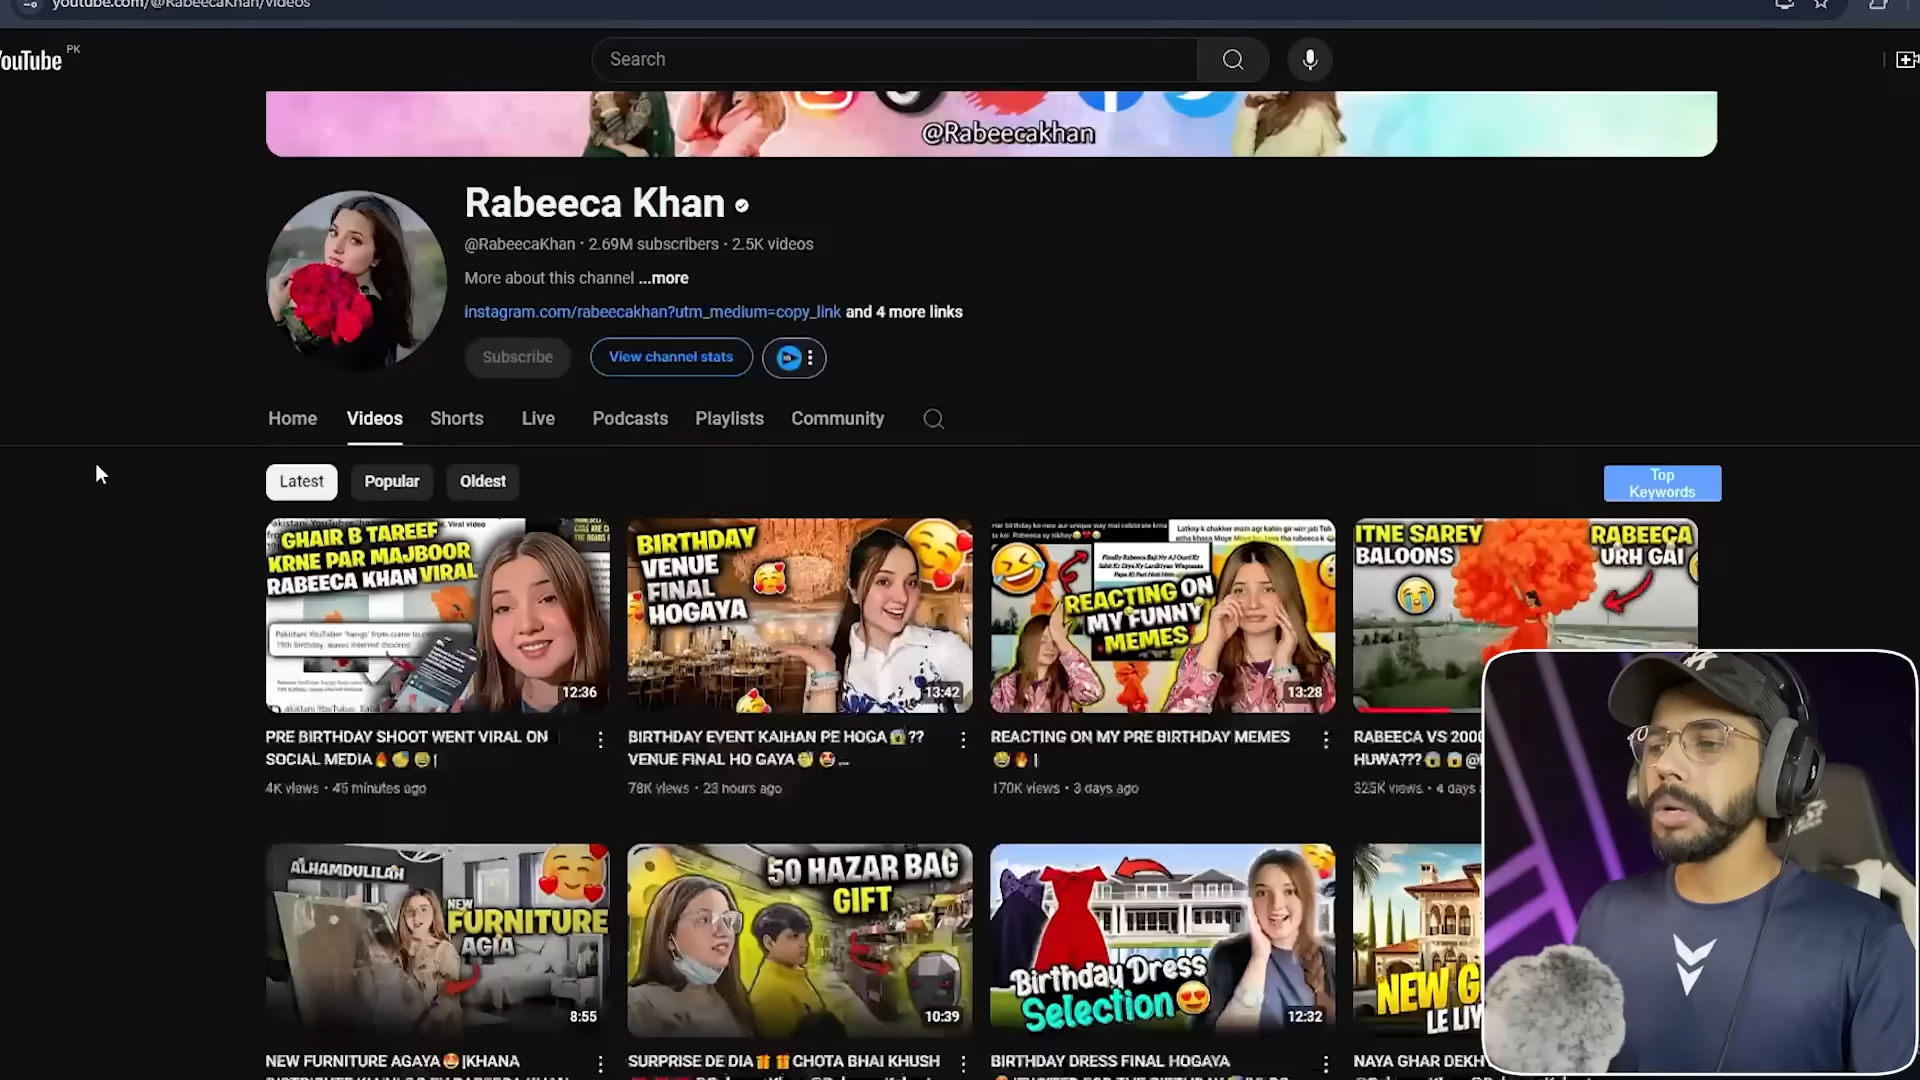 youtube.com/@RabeecaKhan/videos
YouTube PK
Search
@Rabeecakhan
Rabeeca Khan
@RabeecaKhan · 2.69M subscribers · 2.5K videos
More about this channel ...more
instagram.com/rabeecakhan?utm_medium=copy_link and 4 more links
Subscribe
View channel stats
Home Videos Shorts Live Podcasts Playlists Community
Latest Popular Oldest
Top
Keywords
GHAIR B TAREEF
KRNE PAR MAJBOOR
RABEECA KHAN VIRAL
12:36
BIRTHDAY
VENUE
FINAL
HOGAYA
13:42
REACTING ON
MY FUNNY
MEMES
13:28
ITNE SAREY
BALOONS
RABEECA
URH GAI
PRE BIRTHDAY SHOOT WENT VIRAL ON
SOCIAL MEDIA🔥 |
4K views · 45 minutes ago
BIRTHDAY EVENT KAIHAN PE HOGA 😱??
VENUE FINAL HO GAYA ...
78K views · 23 hours ago
REACTING ON MY PRE BIRTHDAY MEMES
😂🔥 |
170K views · 3 days ago
RABEECA VS 2000
HUWA???😱😱@
325K views · 4 days
ALHAMDULILAH
NEW
FURNITURE
AGIA
8:55
50 HAZAR BAG
GIFT
10:39
Birthday Dress
Selection
12:32
NEW G
LE LIY
NEW FURNITURE AGAYA 😍|KHANA
SURPRISE DE DIA🎁🎁CHOTA BHAI KHUSH
BIRTHDAY DRESS FINAL HOGAYA
NAYA GHAR DEKH